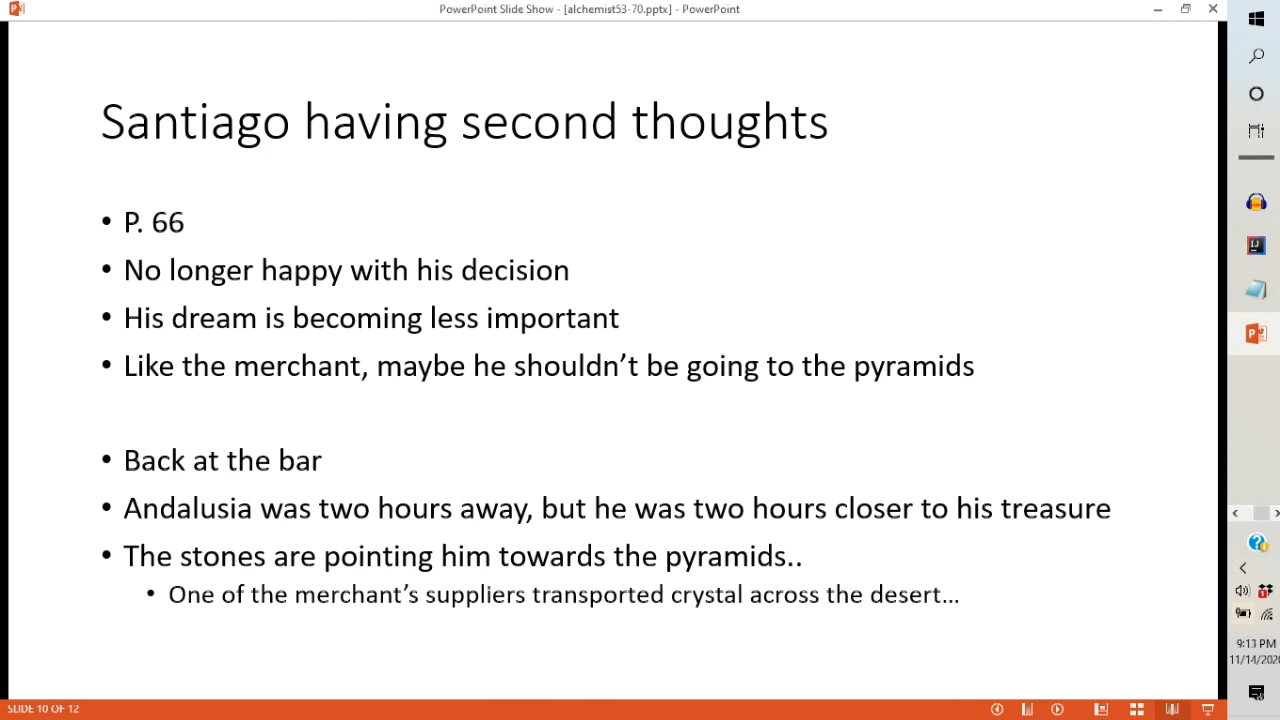 PowerPoint Slide Show - [alchemist53-70.pptx] - PowerPoint
Santiago having second thoughts
• P. 66
• No longer happy with his decision
• His dream is becoming less important
• Like the merchant, maybe he shouldn’t be going to the pyramids
• Back at the bar
• Andalusia was two hours away, but he was two hours closer to his treasure
• The stones are pointing him towards the pyramids..
• One of the merchant’s suppliers transported crystal across the desert…
9:13 PM
11/14/202
SLIDE 10 OF 12